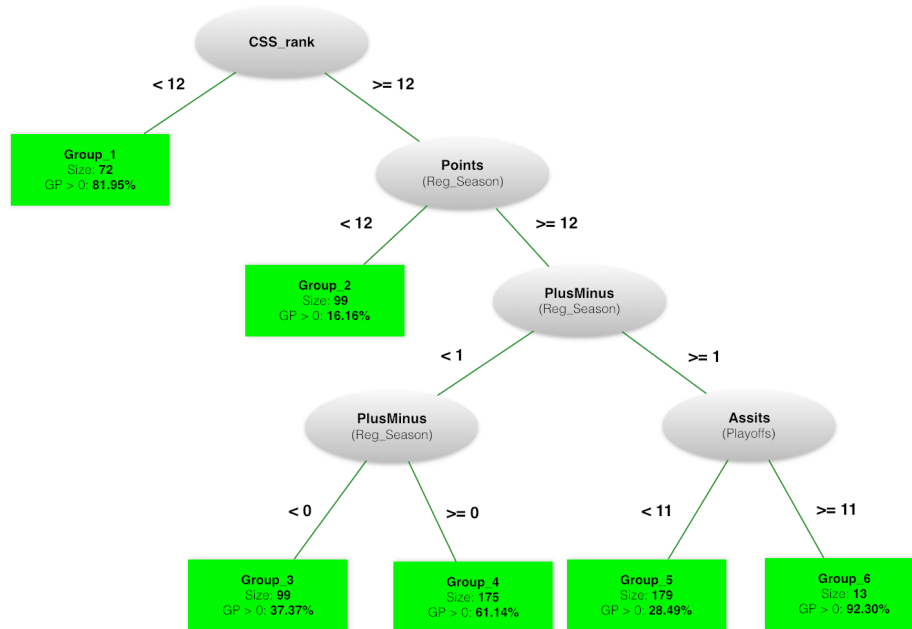 CSS_rank
< 12
>= 12
Group_1
Size: 72
GP > 0: 81.95%
Points
(Reg_Season)
< 12
>= 12
Group_2
Size: 99
GP > 0: 16.16%
PlusMinus
(Reg_Season)
< 1
>= 1
PlusMinus
(Reg_Season)
Assits
(Playoffs)
< 0
>= 0
< 11
>= 11
Group_3
Size: 99
GP > 0: 37.37%
Group_4
Size: 175
GP > 0: 61.14%
Group_5
Size: 179
GP > 0: 28.49%
Group_6
Size: 13
GP > 0: 92.30%